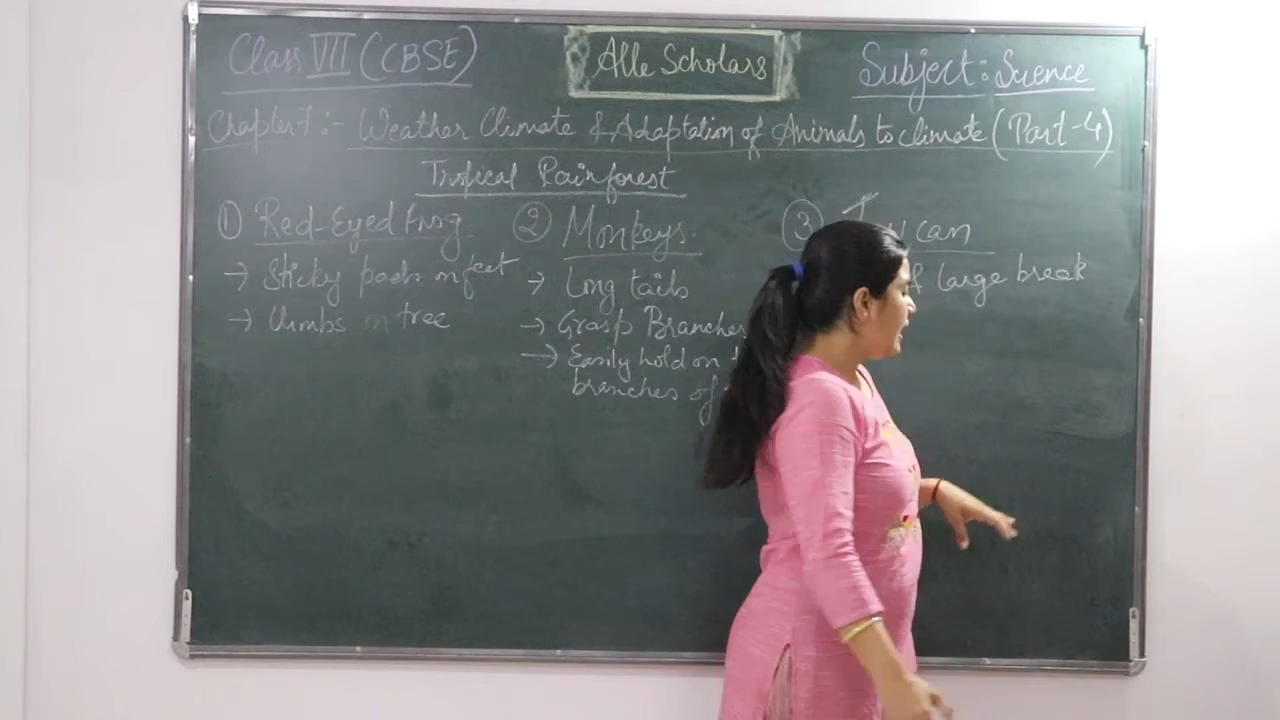 Class VII (CBSE)
Alle Scholars
Subject : Science
Chapter-7 :- Weather Climate & Adaptation of Animals to climate (Part-4)
Tropical Rainforest
① Red-Eyed Frog.
→ Sticky pads on feet
→ climbs on tree
② Monkeys.
→ Long tails
→ Grasp Branches
→ Easily hold on
branches of
③ can
large break